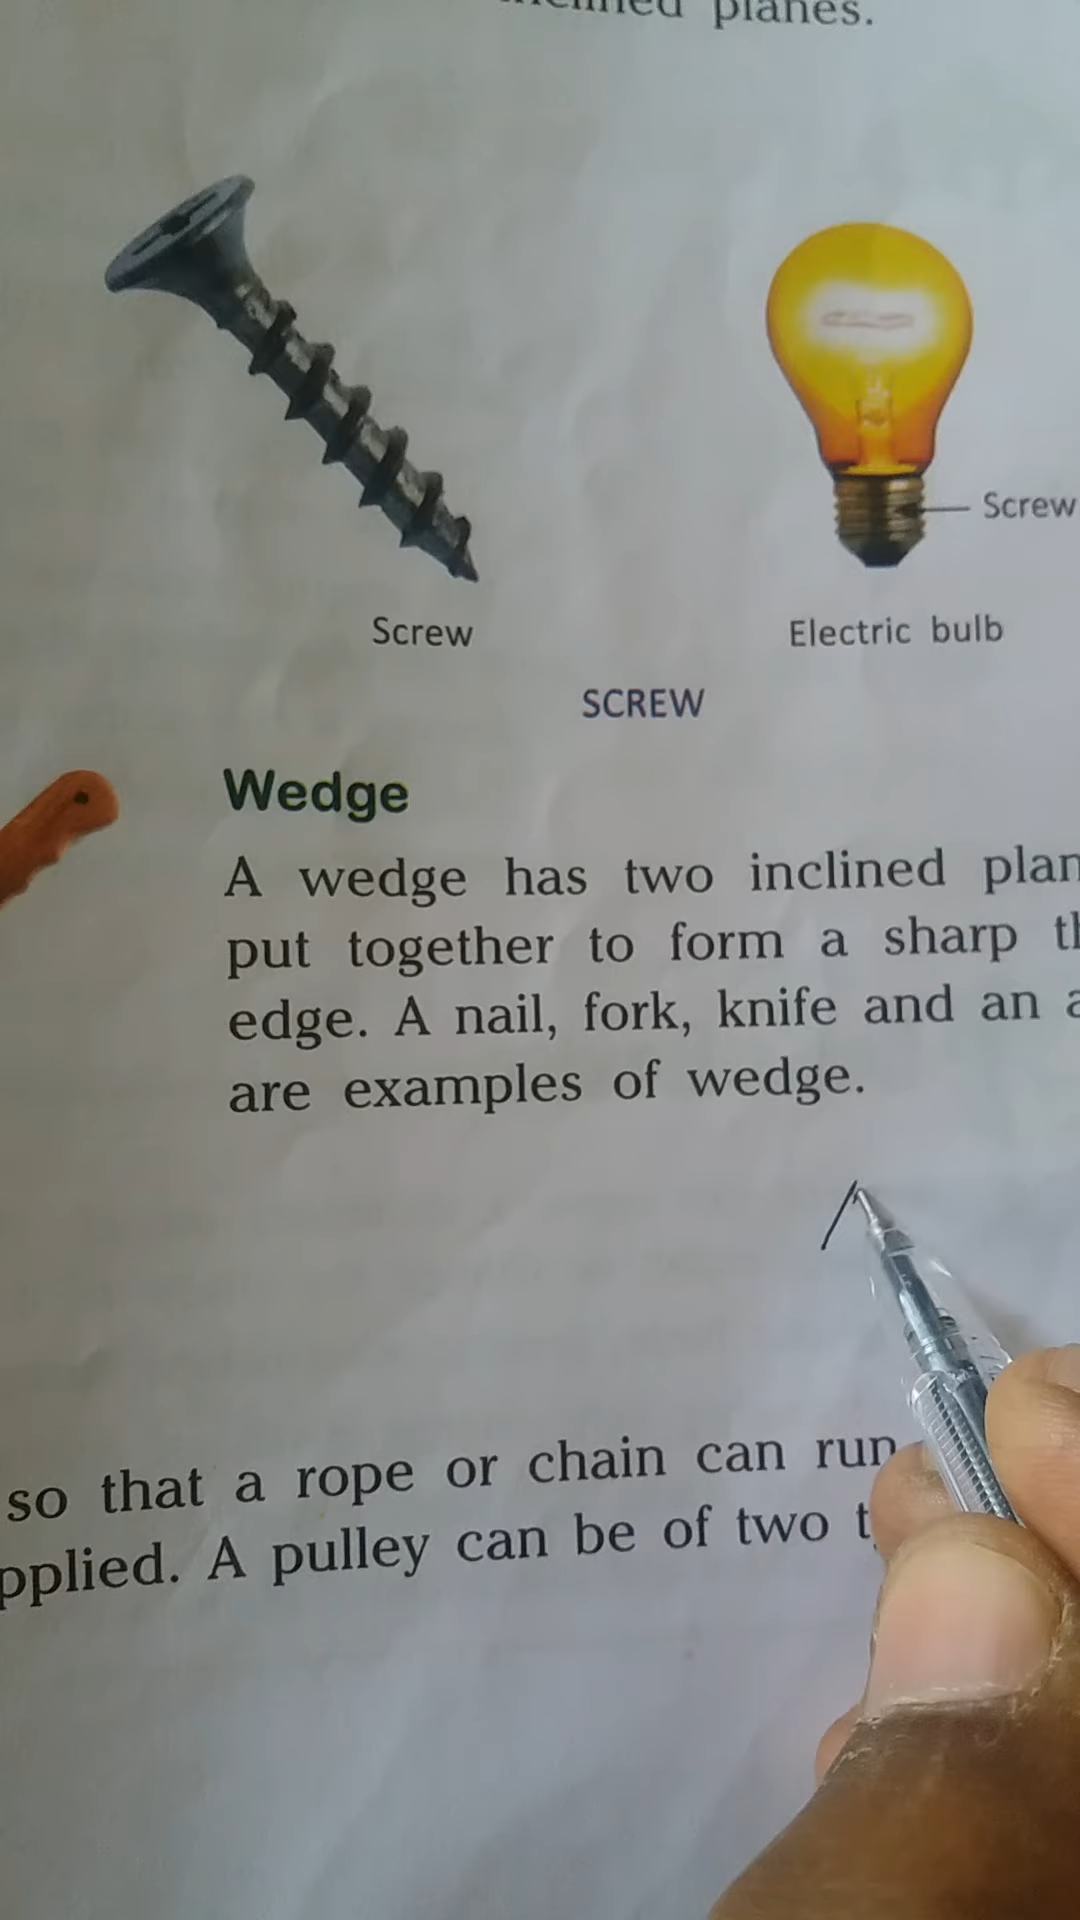 planes.
Screw
Screw
Electric bulb
SCREW
Wedge
A wedge has two inclined
put together to form a sharp
edge. A nail, fork, knife and an
are examples of wedge.
so that a rope or chain can run
A pulley can be of two